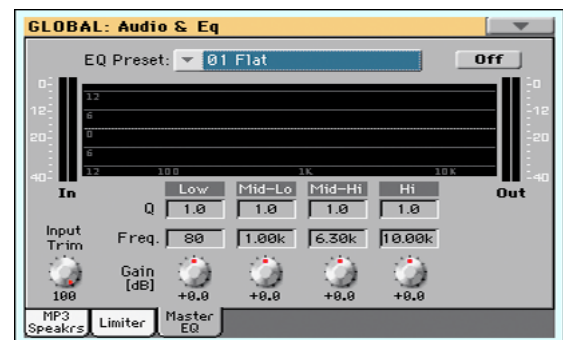 GLOBAL: Audio & Eq
EQ Preset: 01 Flat Off
0- -0
12- -12
20- -20
40- -40
12
6
0
6
12 100 1K 10K
In Low Mid-Lo Mid-Hi Hi Out
Q 1.0 1.0 1.0 1.0
Input Trim Freq. 80 1.00k 6.30k 10.00k
Gain [dB]
100 +0.0 +0.0 +0.0 +0.0
MP3 Speakrs Limiter Master EQ